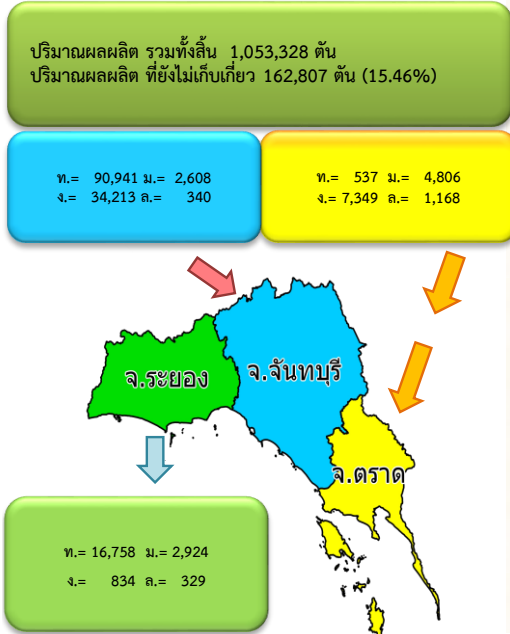 ปริมาณผลผลิต รวมทั้งสิ้น 1,053,328 ตัน
ปริมาณผลผลิต ที่ยังไม่เก็บเกี่ยว 162,807 ตัน (15.46%)
ท.= 90,941 ม.= 2,608
ง.= 34,213 ล.= 340
ท.= 537 ม.= 4,806
ง.= 7,349 ล.= 1,168
จ.ระยอง
จ.จันทบุรี
จ.ตราด
ท.= 16,758 ม.= 2,924
ง.= 834 ล.= 329